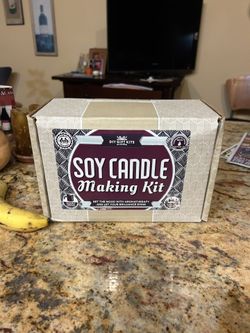 DIY GIFT KITS
SOY CANDLE
Making Kit
SET THE MOOD WITH AROMATHERAPY
AND LET YOUR BRILLIANCE SHINE